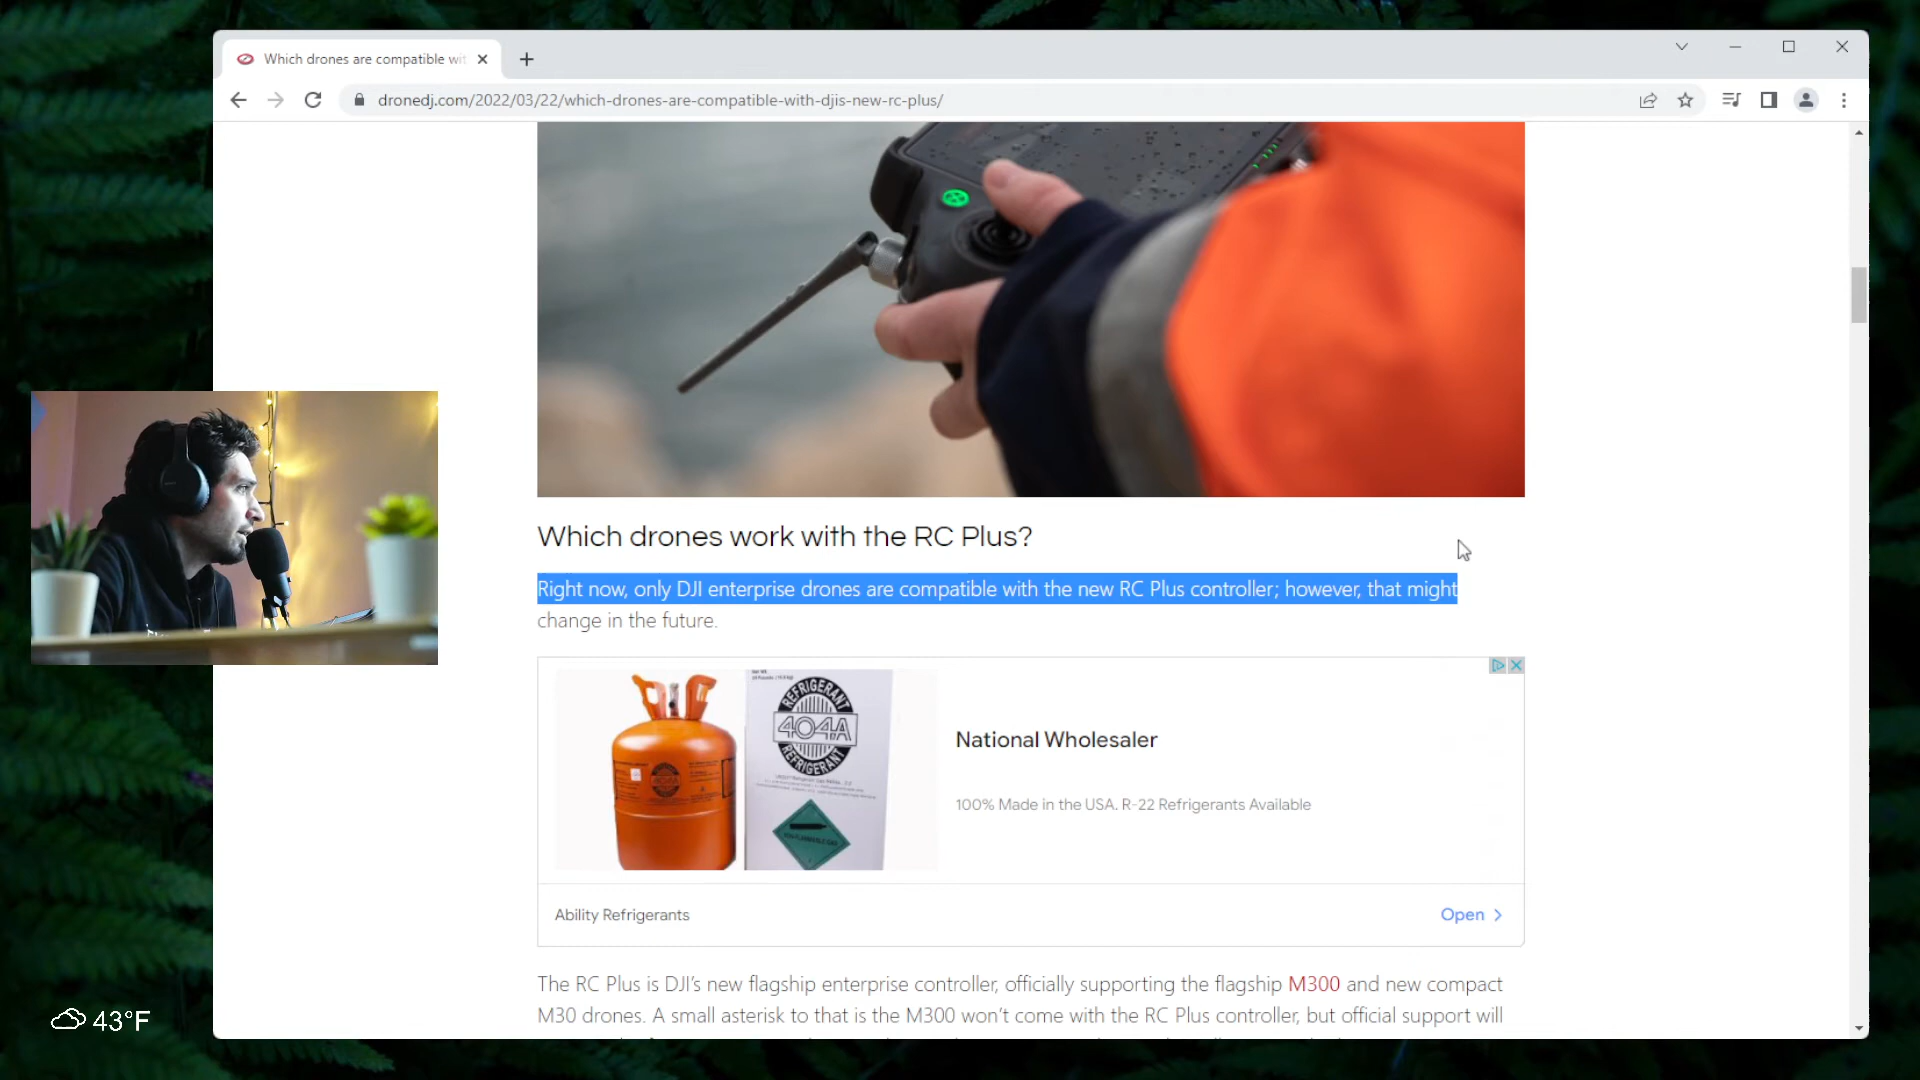 Which drones are compatible wit
dronedj.com/2022/03/22/which-drones-are-compatible-with-djis-new-rc-plus/
Which drones work with the RC Plus?
Right now, only DJI enterprise drones are compatible with the new RC Plus controller; however, that might
change in the future.
REFRIGERANT
404A
REFRIGERANT
National Wholesaler
100% Made in the USA. R-22 Refrigerants Available
Ability Refrigerants
Open
The RC Plus is DJI's new flagship enterprise controller, officially supporting the flagship M300 and new compact
M30 drones. A small asterisk to that is the M300 won't come with the RC Plus controller, but official support will
43°F